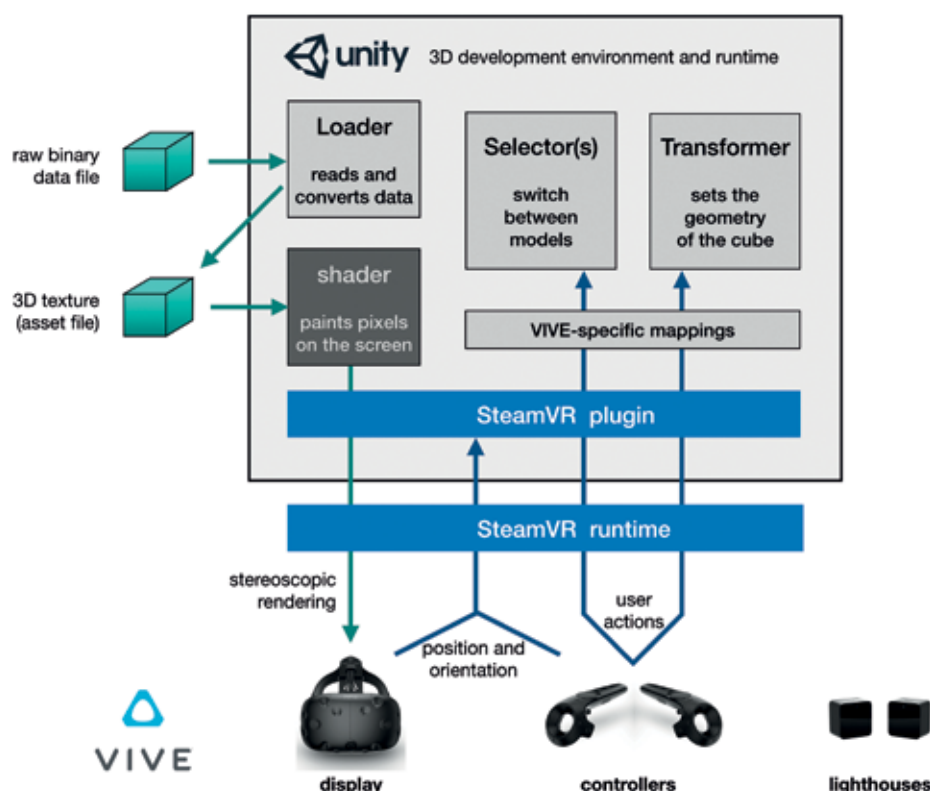 unity 3D development environment and runtime
Loader
reads and
converts data
Selector(s)
switch
between
models
Transformer
sets the
geometry
of the cube
raw binary
data file
3D texture
(asset file)
shader
paints pixels
on the screen
VIVE-specific mappings
SteamVR plugin
SteamVR runtime
stereoscopic
rendering
position and
orientation
user
actions
VIVE
display
controllers
lighthouses